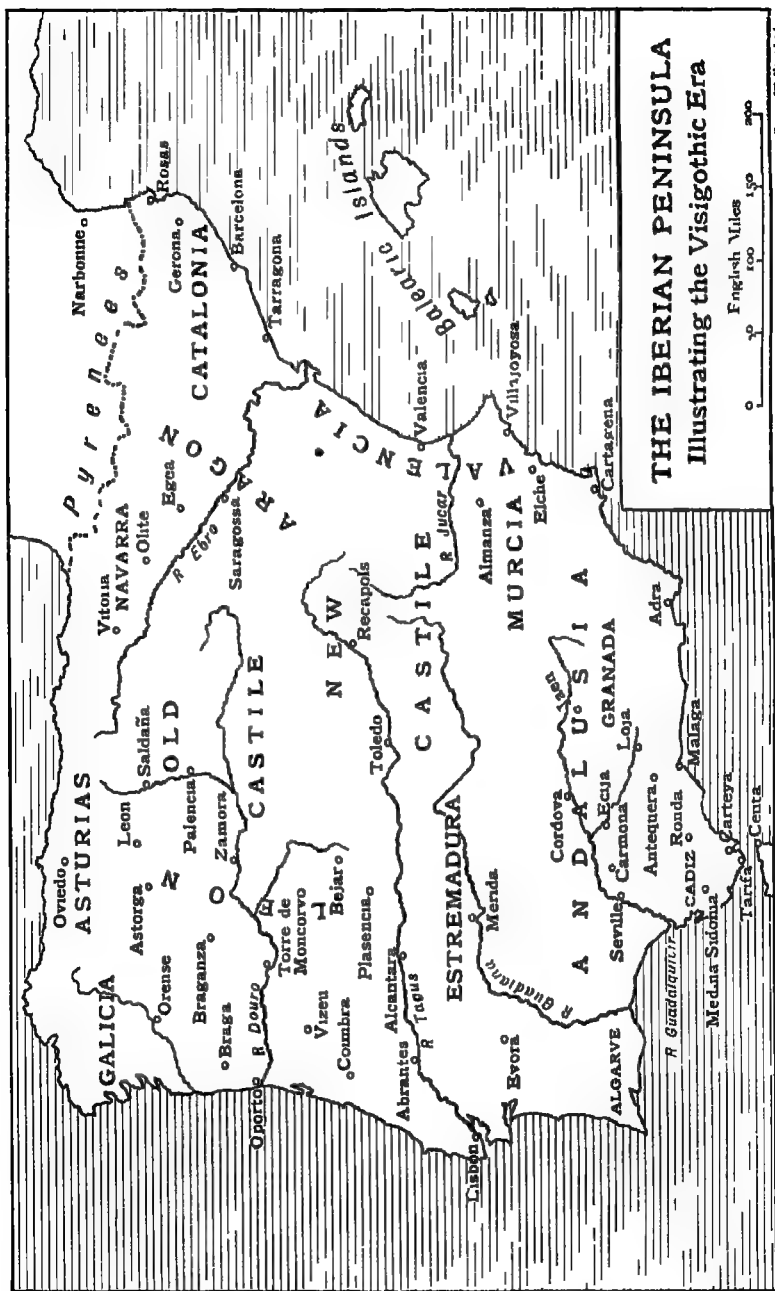 THE IBERIAN PENINSULA
Illustrating the Visigothic Era
English Miles
0 50 100 150 200
Narbonne
Rosas
Pyrenees
Gerona
CATALONIA
Barcelona
Tarragona
Balearic Islands
ARAGON
Egea
Saragossa
R Ebro
NAVARRA
Olite
Vitoria
VALENCIA
Valencia
R Jucar
Villajoyosa
Almanza
Elche
MURCIA
Cartagena
OLD CASTILE
Saldaña
Palencia
Zamora
LEON
Leon
Astorga
ASTURIAS
Oviedo
GALICIA
Orense
Braganza
Braga
Oporto
R Douro
Torre de
Moncorvo
Bejar
Vizeu
Coimbra
Plasencia
Alcantara
Abrantes
R Tagus
Toledo
NEW CASTILE
Recapolis
ESTREMADURA
Merida
R Guadiana
Lisbon
Evora
ALGARVE
ANDALUSIA
Cordova
Jaen
GRANADA
Loja
Ecija
Carmona
Seville
Antequera
Ronda
Malaga
Adra
CADIZ
Medina Sidonia
R Guadalquivir
Carteya
Tarifa
Centa